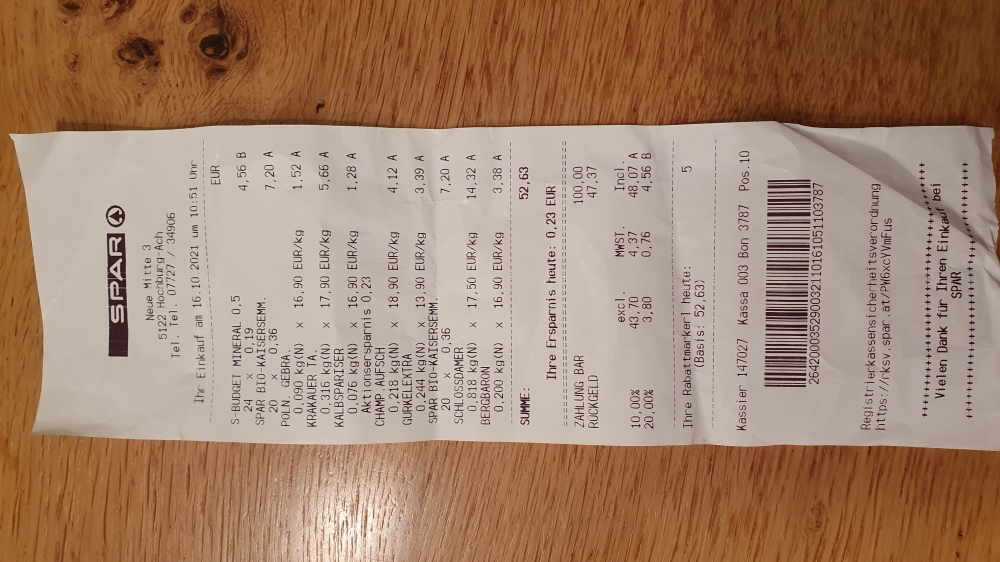 SPAR
Neue Mitte 3
5122 Hochburg-Ach
Tel. Tel. 07727 / 34906
Ihr Einkauf am 16.10.2021 um 10:51 Uhr
EUR
S-BUDGET MINERAL 0,5 4,56 B
24 x 0,19
SPAR BIO-KAISERSEMM. 7,20 A
20 x 0,36
POLN. GEBRA. 1,52 A
0,090 kg(N) x 16,90 EUR/kg
KRAKAUER TA. 5,66 A
0,316 kg(N) x 17,90 EUR/kg
KALBSPARISER 1,28 A
0,076 kg(N) x 16,90 EUR/kg
Aktionsersparnis 0,23
CHAMP.AUFSCH 4,12 A
0,218 kg(N) x 18,90 EUR/kg
GURKELEXTRA 3,39 A
0,244 kg(N) x 13,90 EUR/kg
SPAR BIO-KAISERSEMM. 7,20 A
20 x 0,36
SCHLOSSDAMER 14,32 A
0,818 kg(N) x 17,50 EUR/kg
BERGBARON 3,38 A
0,200 kg(N) x 16,90 EUR/kg
SUMME: 52,63
Ihre Ersparnis heute: 0,23 EUR
ZAHLUNG BAR 100,00
RÜCKGELD 47,37
excl. MWST. Incl.
10,00% 43,70 4,37 48,07 A
20,00% 3,80 0,76 4,56 B
Ihre Rabattmarkerl heute: 5
(Basis: 52,63)
Kassier 147027 Kassa 003 Bon 3787 Pos.10
2642000352900321101610511103787
Registrierkassensicherheitsverordnung
https://rksv.spar.at/PW6xcYVmFus
Vielen Dank für Ihren Einkauf bei
SPAR